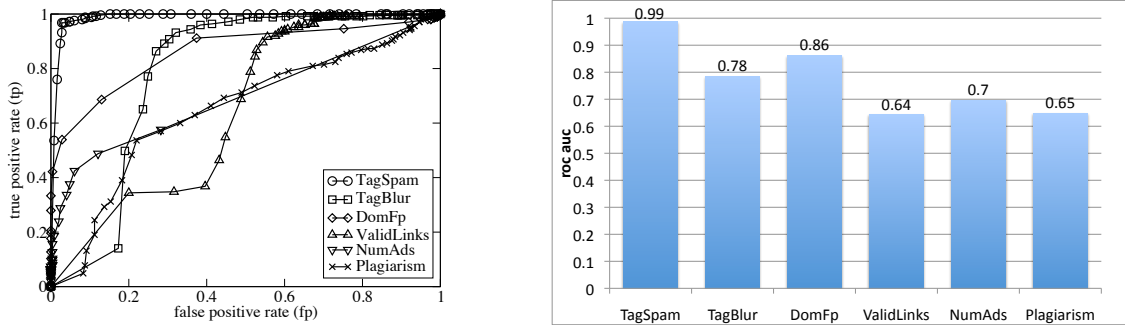 1
0.8
0.6
0.4
0.2
0
0 0.2 0.4 0.6 0.8 1
true positive rate (tp)
false positive rate (fp)
TagSpam
TagBlur
DomFp
ValidLinks
NumAds
Plagiarism
1
0.9
0.8
0.7
0.6
0.5
0.4
0.3
0.2
0.1
0
roc auc
0.99
0.78
0.86
0.64
0.7
0.65
TagSpam TagBlur DomFp ValidLinks NumAds Plagiarism